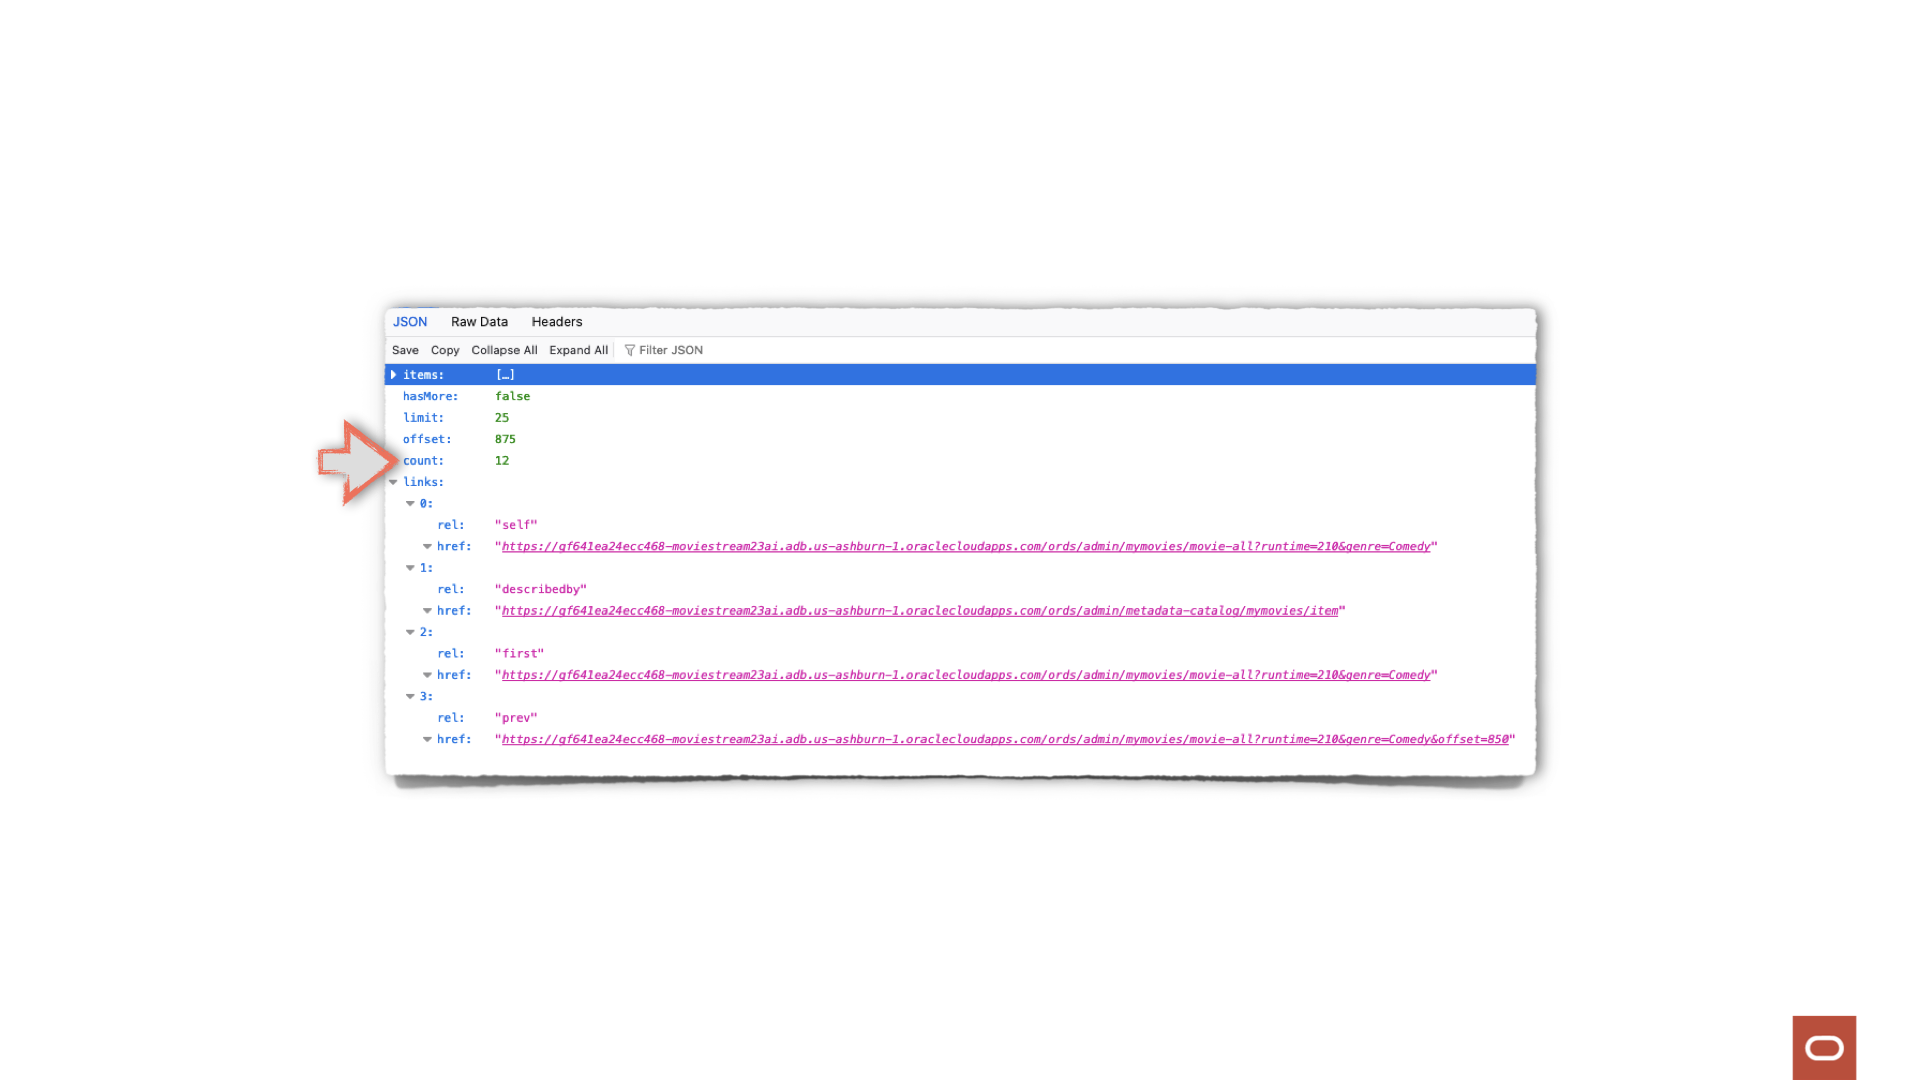 JSON Raw Data Headers
Save Copy Collapse All Expand All Filter JSON
items: […]
hasMore: false
limit: 25
offset: 875
count: 12
links:
0:
rel: "self"
href: "https://gf641ea24ecc468-moviestream23ai.adb.us-ashburn-1.oraclecloudapps.com/ords/admin/mymovies/movie-all?runtime=210&genre=Comedy"
1:
rel: "describedby"
href: "https://gf641ea24ecc468-moviestream23ai.adb.us-ashburn-1.oraclecloudapps.com/ords/admin/metadata-catalog/mymovies/item"
2:
rel: "first"
href: "https://gf641ea24ecc468-moviestream23ai.adb.us-ashburn-1.oraclecloudapps.com/ords/admin/mymovies/movie-all?runtime=210&genre=Comedy"
3:
rel: "prev"
href: "https://gf641ea24ecc468-moviestream23ai.adb.us-ashburn-1.oraclecloudapps.com/ords/admin/mymovies/movie-all?runtime=210&genre=Comedy&offset=850"